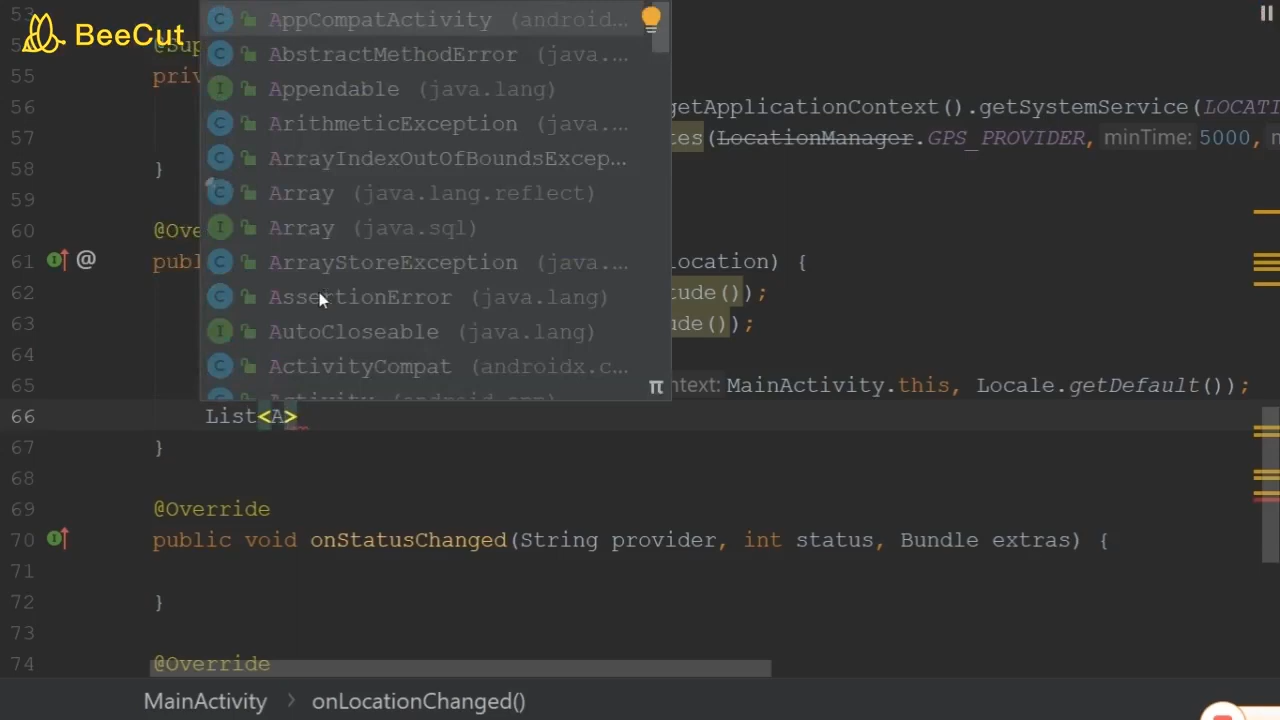 53
BeeCut
@Sup
55 priv
56 getApplicationContext().getSystemService(LOCATI
57 tes(LocationManager.GPS_PROVIDER, minTime: 5000,
58 }
59
60 @Ove
61 @ publ location) {
62 tude());
63 ude());
64
65 ntext: MainActivity.this, Locale.getDefault());
66 List<A>
67 }
68
69 @Override
70 public void onStatusChanged(String provider, int status, Bundle extras) {
71
72 }
73
74 @Override
AppCompatActivity (android...
AbstractMethodError (java....
Appendable (java.lang)
ArithmeticException (java....
ArrayIndexOutOfBoundsExcep...
Array (java.lang.reflect)
Array (java.sql)
ArrayStoreException (java....
AssertionError (java.lang)
AutoCloseable (java.lang)
ActivityCompat (androidx.c...
Activity (android.app)
π
MainActivity > onLocationChanged()